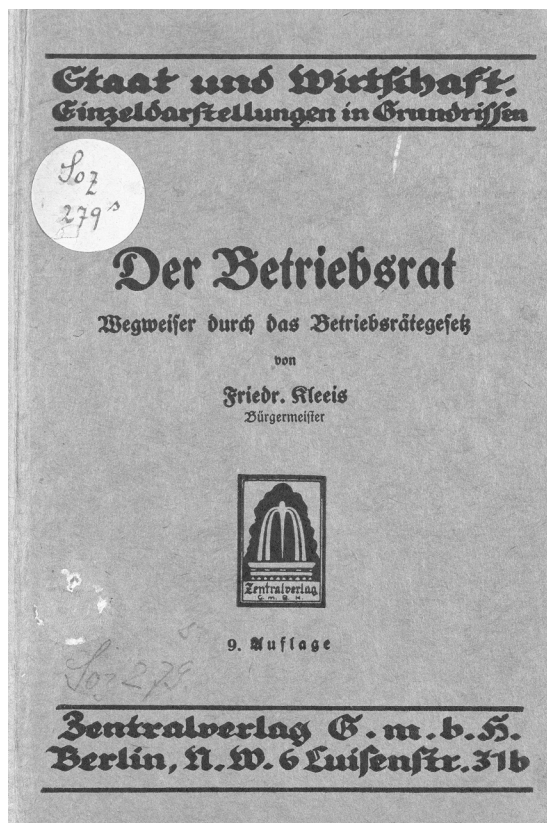 Staat und Wirtschaft.
Einzeldarstellungen in Grundrissen
Soz
279 s
Der Betriebsrat
Wegweiser durch das Betriebsrätegesetz
von
Friedr. Kleeis
Bürgermeister
Zentralverlag
G. m. B. H.
9. Auflage
s
Soz 279.
Zentralverlag G. m. b. H.
Berlin, N. W. 6 Luisenstr. 31b